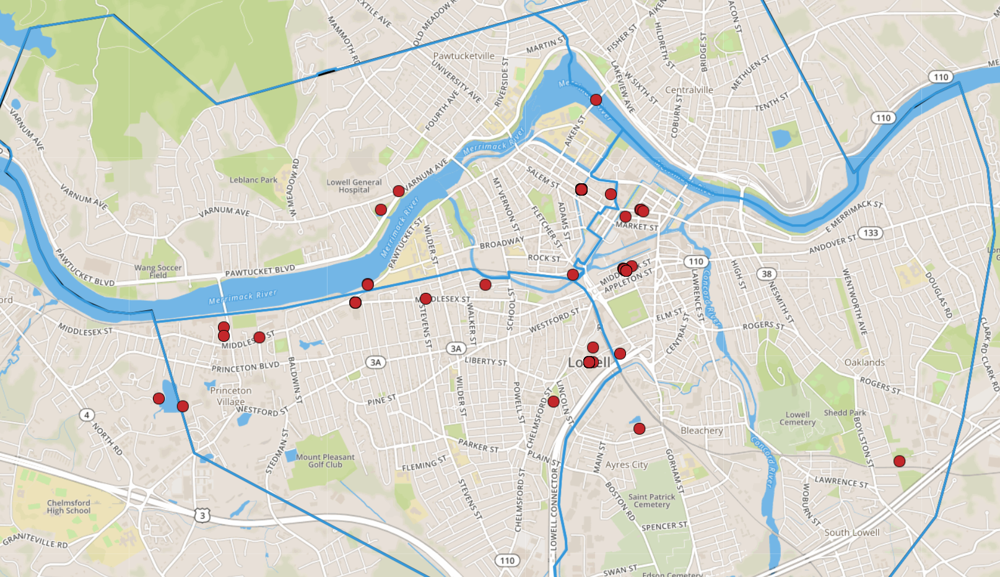 MAMMOTH RD
OLD MEADOW R
FISHER ST
AIKEN
HILDRETH ST
BRIDGE ST
ACON ST
MARTIN ST
Pawtucketville
UNIVERSITY AVE
RIVERSIDE ST
LAKEVIEW AVE
W SIXTH ST
METHUEN ST
110
ME
Centralville
TENTH ST
COBURN ST
110
FOURTH AVE
Merrimack River
AIKEN ST
VARNUM AVE
Merrimack River
Merrimack River
W MEADOW RD
Leblanc Park
Lowell General
Hospital
VARNUM AVE
SALEM ST
MT VERNON ST
FLETCHER ST
ADAMS ST
VARNUM AVE
VARNUM AVE
Merrimack River
PAWTUCKET ST
WILDER ST
MARKET ST
E MERRIMACK ST
133
ANDOVER ST
BROADWAY
ROCK ST
110
38
HIGH ST
NESMITH ST
WENTWORTH AVE
DOUGLAS RD
PAWTUCKET BLVD
Wang Soccer
Field
PAWTUCKET BLVD
APPLETON ST
LAWRENCE ST
Concord River
Merrimack River
STEVENS ST
WALKER ST
SCHOOL ST
WESTFORD ST
ELM ST
CENTRAL ST
ROGERS ST
CLARK RD
CLARK RD
MIDDLESEX ST
3A
3A
LIBERTY ST
Oaklands
ROGERS ST
PRINCETON BLVD
BALDWIN ST
WILDER ST
POWELL ST
CHELMSFORD ST
LINCOLN ST
Princeton
Village
WESTFORD ST
PINE ST
4
NORTH RD
STEDMAN ST
Lowell
Cemetery
Shedd Park
BOYLSTON ST
Bleachery
Concord River
PARKER ST
PLAIN ST
MAIN ST
Ayres City
GORHAM ST
Mount Pleasant
Golf Club
FLEMING ST
STEVENS ST
CHELMSFORD ST
LOWELL CONNECTOR
BOSTON RD
LAWRENCE ST
WOBURN ST
Chelmsford
High School
3
Saint Patrick
Cemetery
SPENCER ST
South Lowell
GRANITEVILLE RD
110
SWAN ST
Edson Cemetery